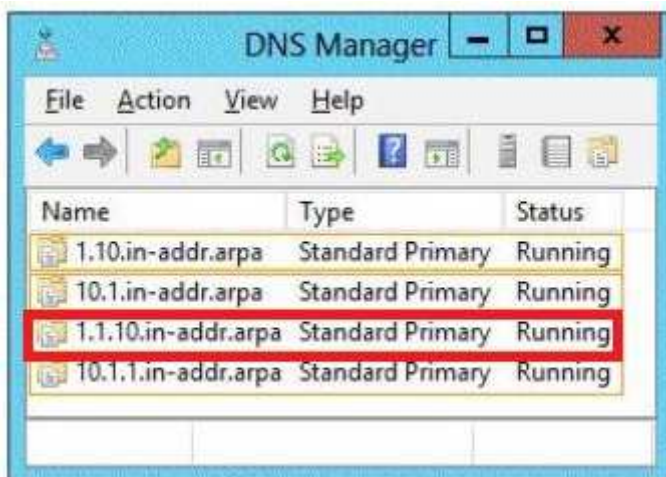 DNS Manager
File Action View Help
Name Type Status
1.10.in-addr.arpa Standard Primary Running
10.1.in-addr.arpa Standard Primary Running
1.1.10.in-addr.arpa Standard Primary Running
10.1.1.in-addr.arpa Standard Primary Running